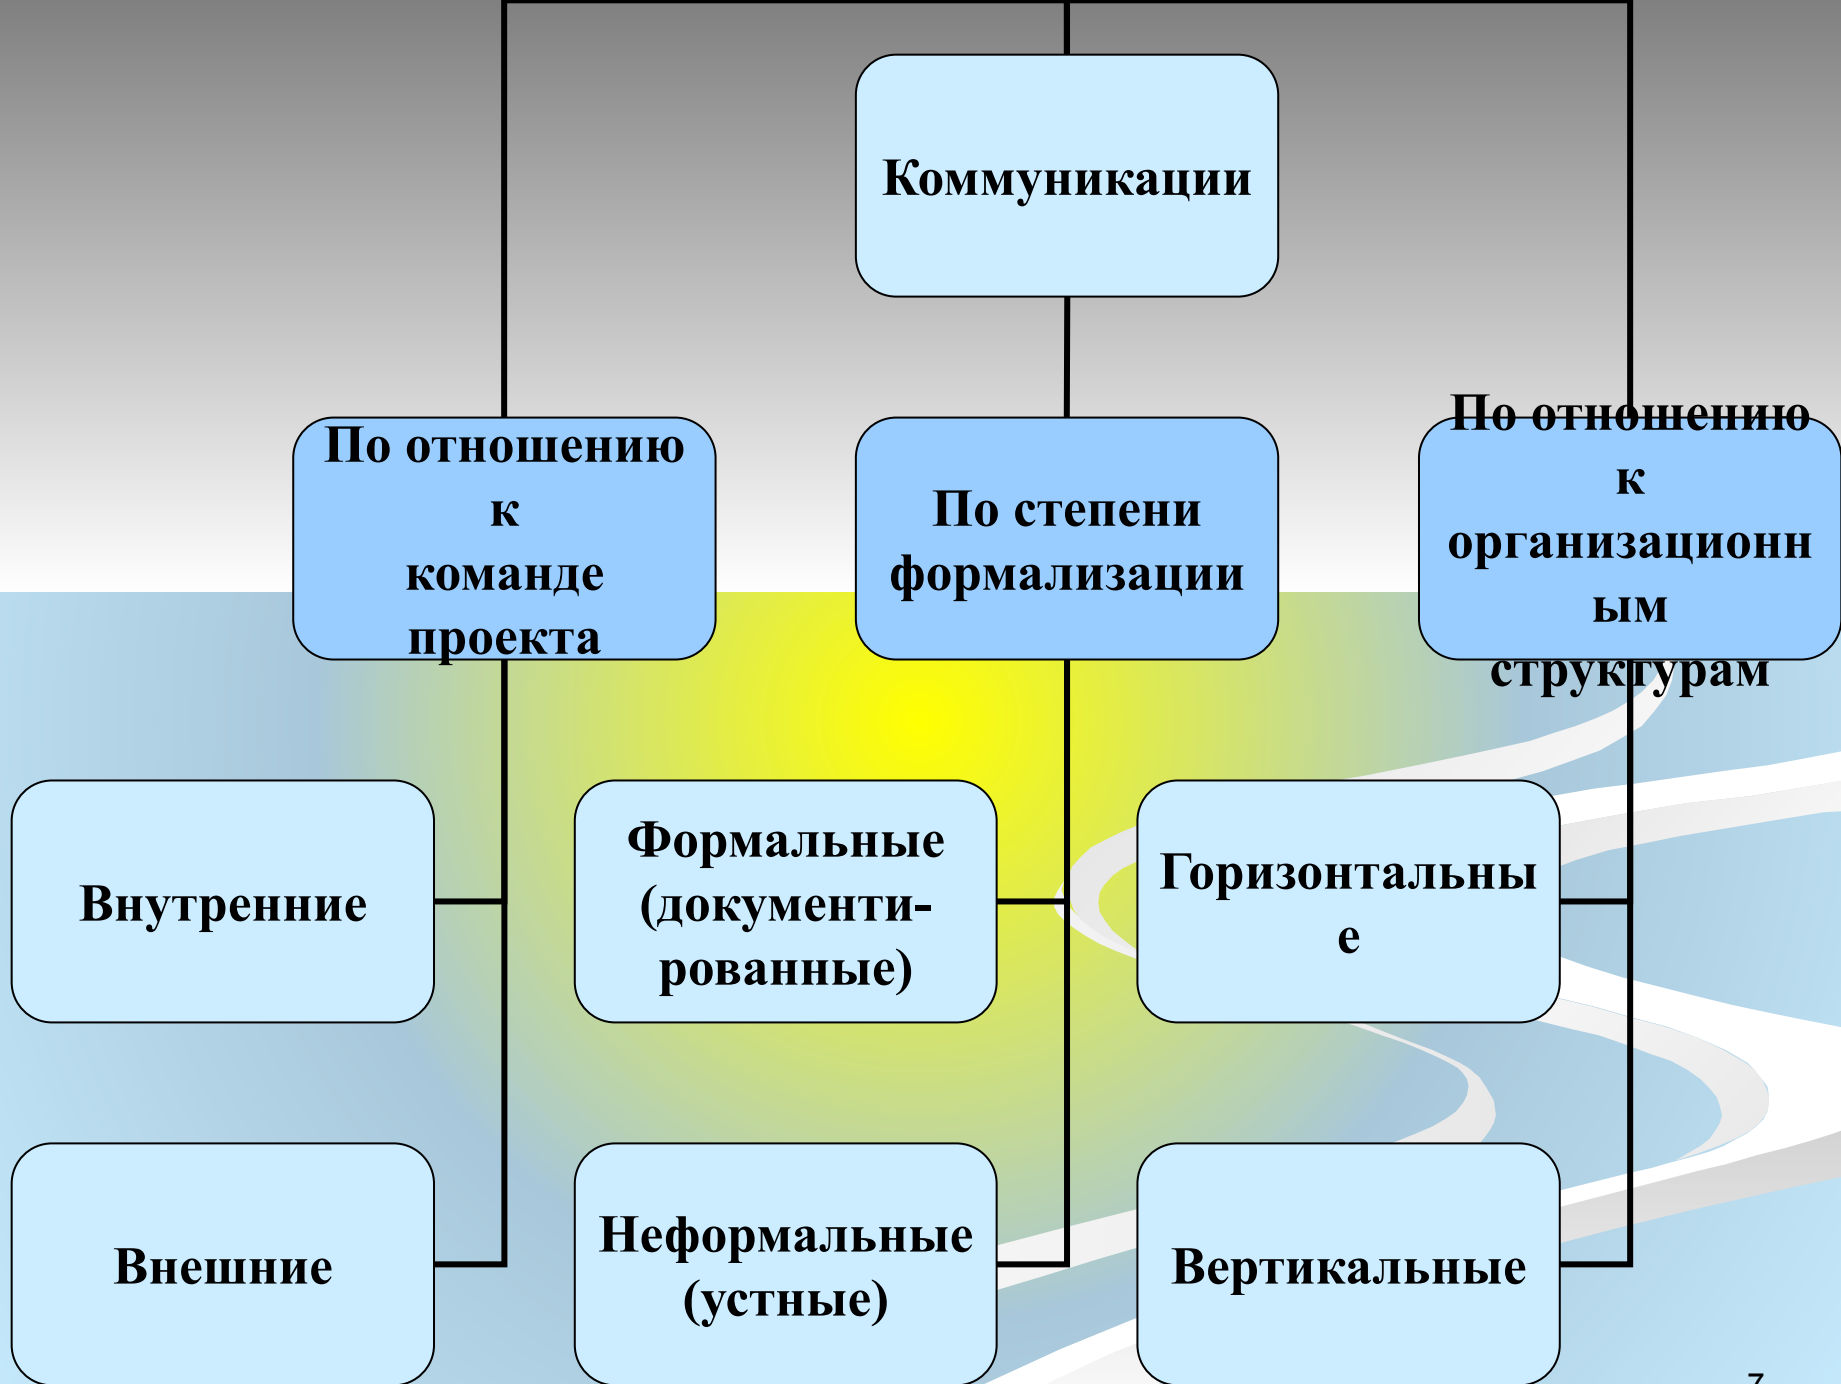 Коммуникации
По отношению
к
команде
проекта
По степени
формализации
По отношению
к
организационн
ым
структурам
Внутренние
Формальные
(документи-
рованные)
Горизонтальны
е
Внешние
Неформальные
(устные)
Вертикальные
7